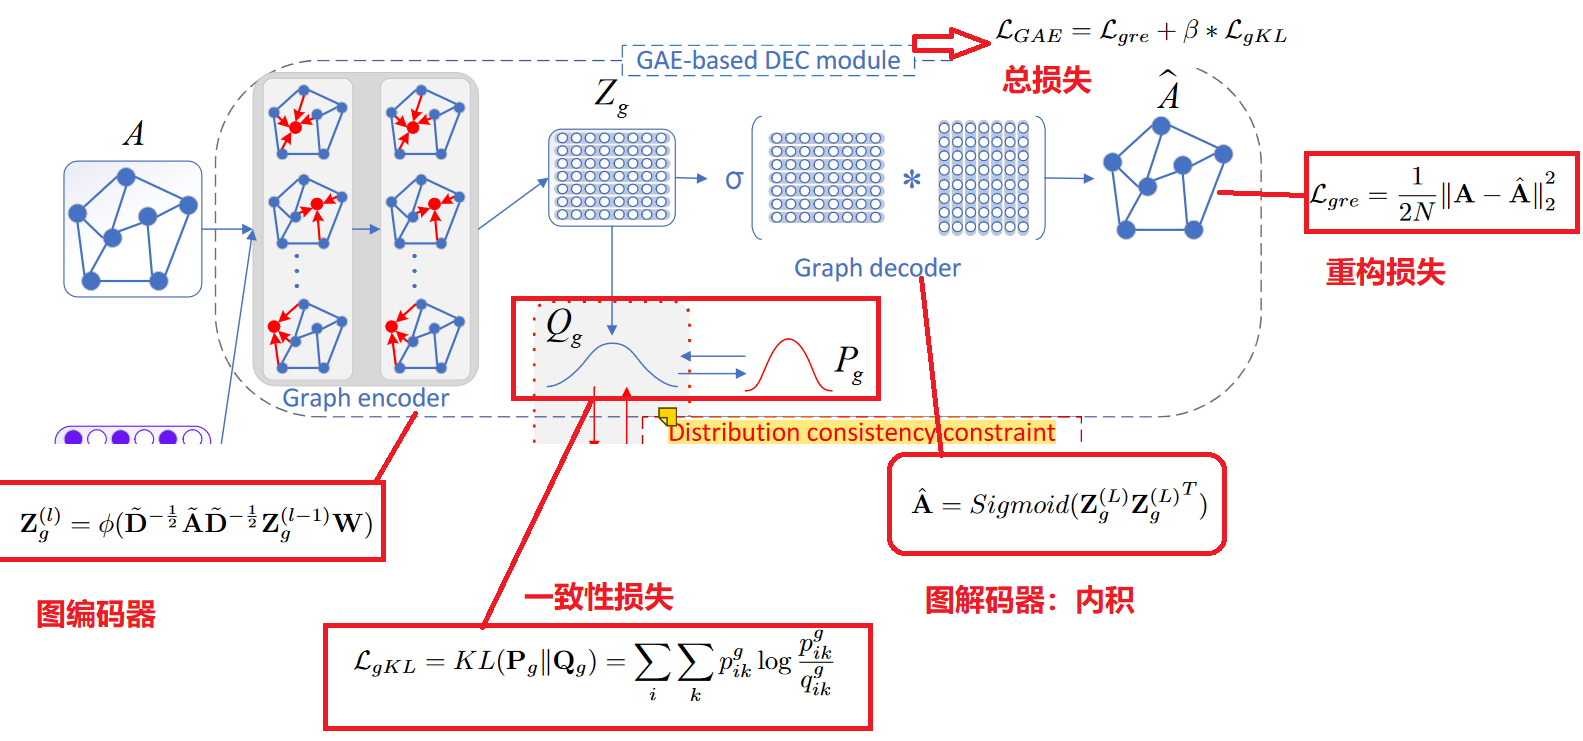 $\mathcal{L}_{GAE} = \mathcal{L}_{gre} + \beta * \mathcal{L}_{gKL}$
GAE-based DEC module
总损失
$A$
$Z_g$
$\hat{A}$
σ
*
$\mathcal{L}_{gre} = \frac{1}{2N} \|\mathbf{A} - \hat{\mathbf{A}}\|_2^2$
重构损失
Graph decoder
$Q_g$
$P_g$
Graph encoder
Distribution consistency constraint
$\mathbf{Z}_g^{(l)} = \phi(\tilde{\mathbf{D}}^{-\frac{1}{2}} \tilde{\mathbf{A}} \tilde{\mathbf{D}}^{-\frac{1}{2}} \mathbf{Z}_g^{(l-1)} \mathbf{W})$
图编码器
$\hat{\mathbf{A}} = Sigmoid(\mathbf{Z}_g^{(L)} {\mathbf{Z}_g^{(L)}}^T)$
图解码器：内积
一致性损失
$\mathcal{L}_{gKL} = KL(\mathbf{P}_g \| \mathbf{Q}_g) = \sum_i \sum_k p_{ik}^g \log \frac{p_{ik}^g}{q_{ik}^g}$